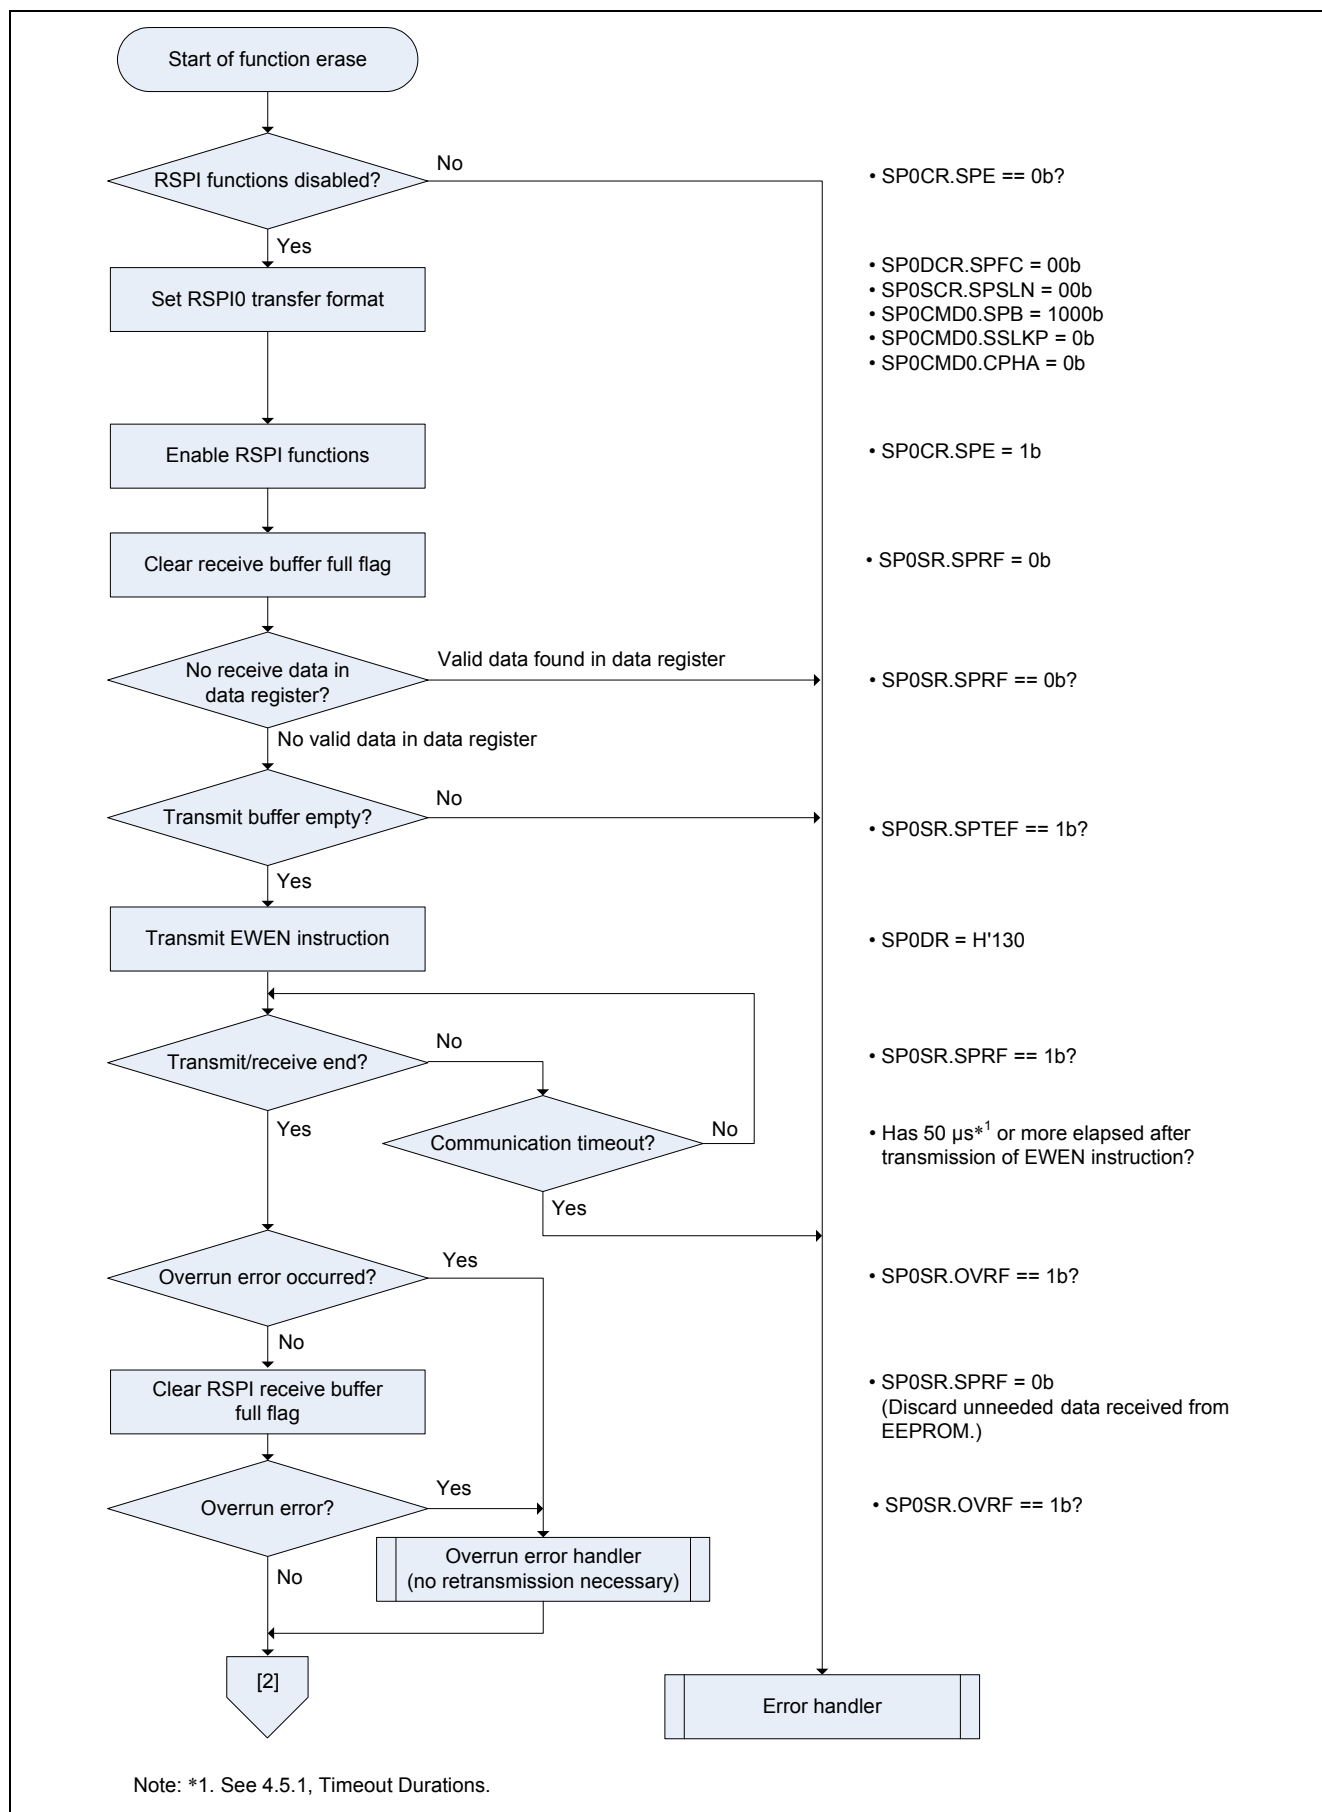 Start of function erase
RSPI functions disabled?
No
• SP0CR.SPE == 0b?
Yes
Set RSPI0 transfer format
• SP0DCR.SPFC = 00b
• SP0SCR.SPSLN = 00b
• SP0CMD0.SPB = 1000b
• SP0CMD0.SSLKP = 0b
• SP0CMD0.CPHA = 0b
Enable RSPI functions
• SP0CR.SPE = 1b
Clear receive buffer full flag
• SP0SR.SPRF = 0b
No receive data in
data register?
Valid data found in data register
• SP0SR.SPRF == 0b?
No valid data in data register
Transmit buffer empty?
No
• SP0SR.SPTEF == 1b?
Yes
Transmit EWEN instruction
• SP0DR = H'130
Transmit/receive end?
No
• SP0SR.SPRF == 1b?
Yes
Communication timeout?
No
• Has 50 μs*1 or more elapsed after
transmission of EWEN instruction?
Yes
Overrun error occurred?
Yes
• SP0SR.OVRF == 1b?
No
Clear RSPI receive buffer
full flag
• SP0SR.SPRF = 0b
(Discard unneeded data received from
EEPROM.)
Overrun error?
Yes
• SP0SR.OVRF == 1b?
No
Overrun error handler
(no retransmission necessary)
[2]
Error handler
Note: *1. See 4.5.1, Timeout Durations.